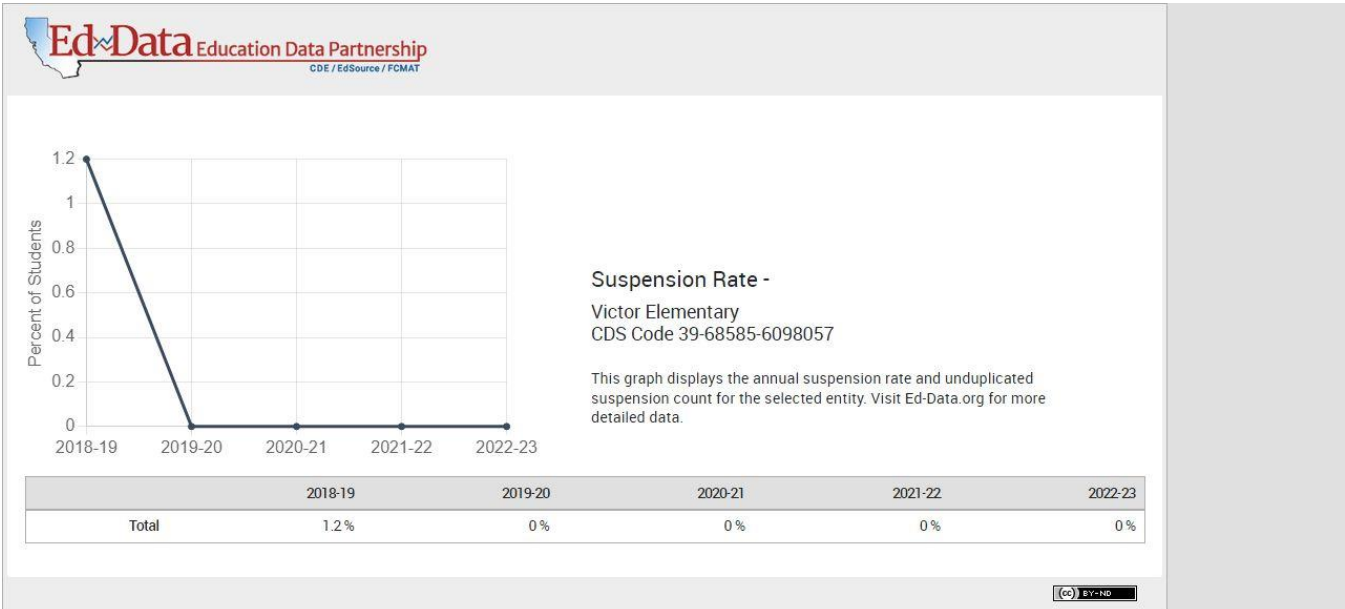 Ed Data Education Data Partnership
CDE / EdSource / FCMAT
1.2
1
0.8
0.6
0.4
0.2
0
Percent of Students
2018-19 2019-20 2020-21 2021-22 2022-23
Suspension Rate -
Victor Elementary
CDS Code 39-68585-6098057
This graph displays the annual suspension rate and unduplicated
suspension count for the selected entity. Visit Ed-Data.org for more
detailed data.
2018-19 2019-20 2020-21 2021-22 2022-23
Total 1.2 % 0 % 0 % 0 % 0 %
(cc) BY-ND